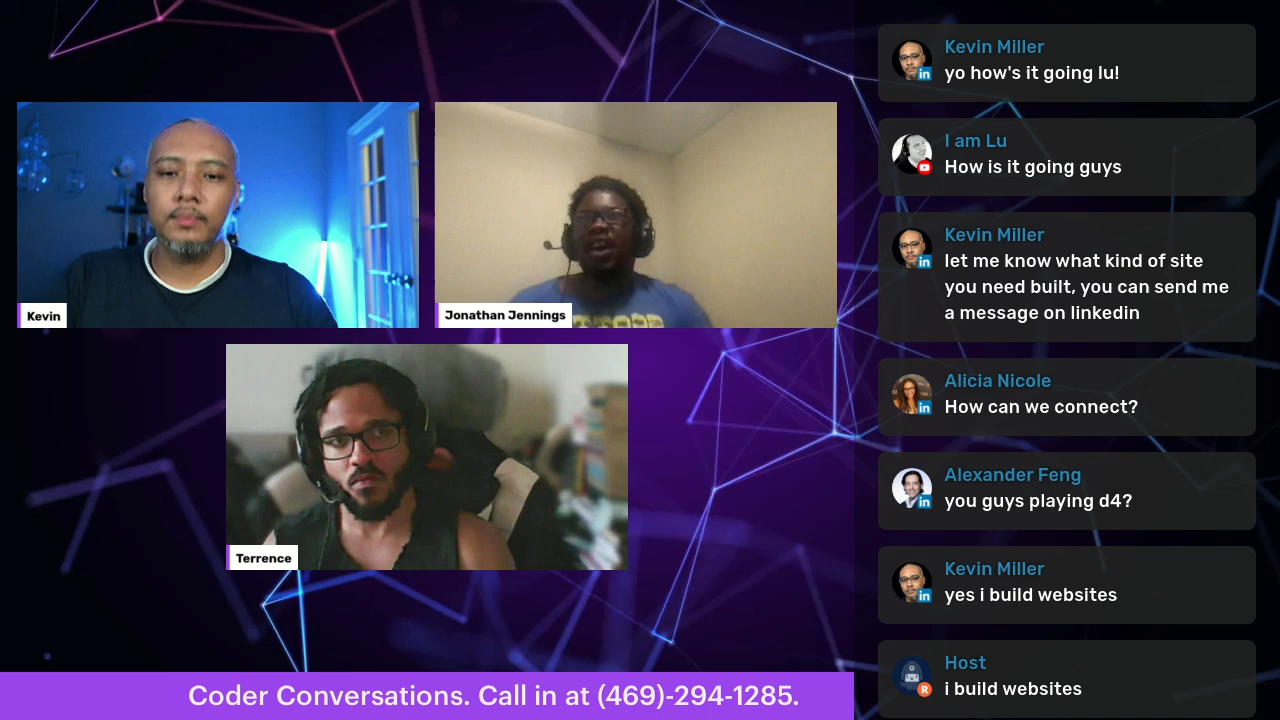 Kevin
Jonathan Jennings
Terrence
Coder Conversations. Call in at (469)-294-1285.
Kevin Miller
yo how's it going lu!
I am Lu
How is it going guys
Kevin Miller
let me know what kind of site
you need built, you can send me
a message on linkedin
Alicia Nicole
How can we connect?
Alexander Feng
you guys playing d4?
Kevin Miller
yes i build websites
Host
i build websites